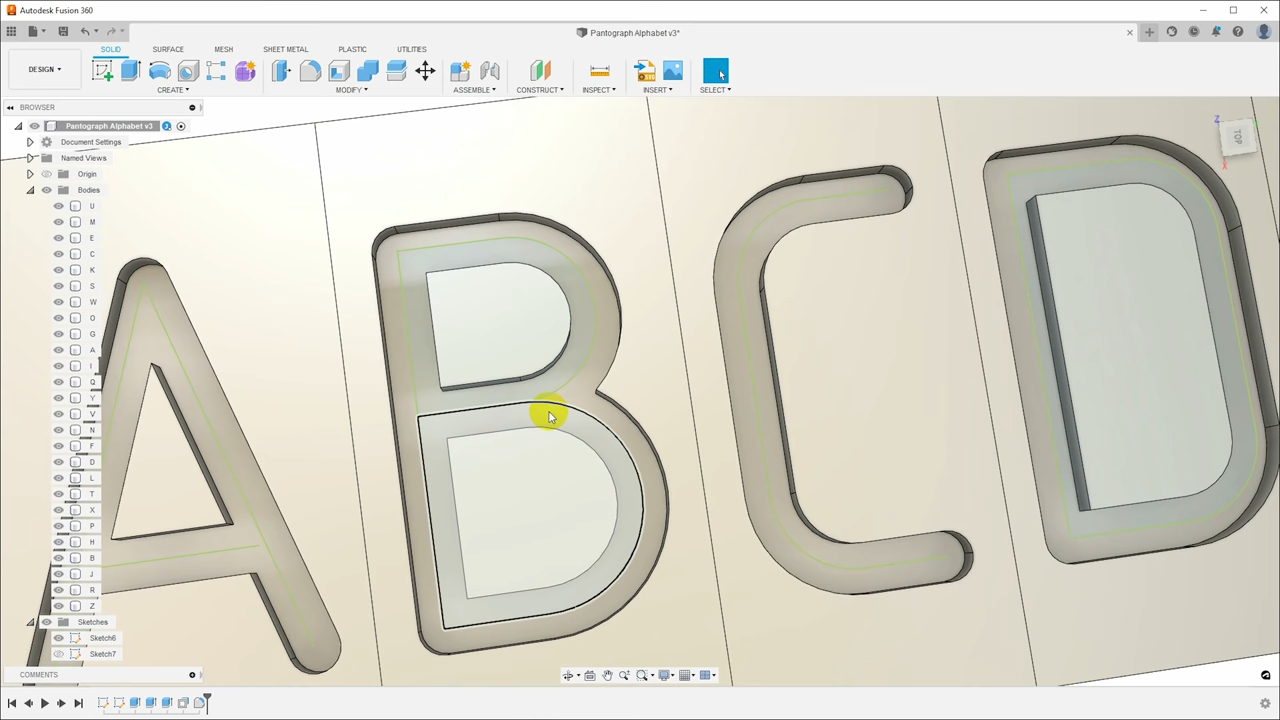 Autodesk Fusion 360
Pantograph Alphabet v3*
SOLID SURFACE MESH SHEET METAL PLASTIC UTILITIES
DESIGN
CREATE MODIFY ASSEMBLE CONSTRUCT INSPECT INSERT SELECT
BROWSER
Pantograph Alphabet v3
Document Settings
Named Views
Origin
Bodies
U
M
E
C
K
S
W
O
G
A
I
Q
Y
V
N
F
D
L
T
X
P
H
B
J
R
Z
Sketches
Sketch6
Sketch7
COMMENTS
A B C D
Z
TOP
X